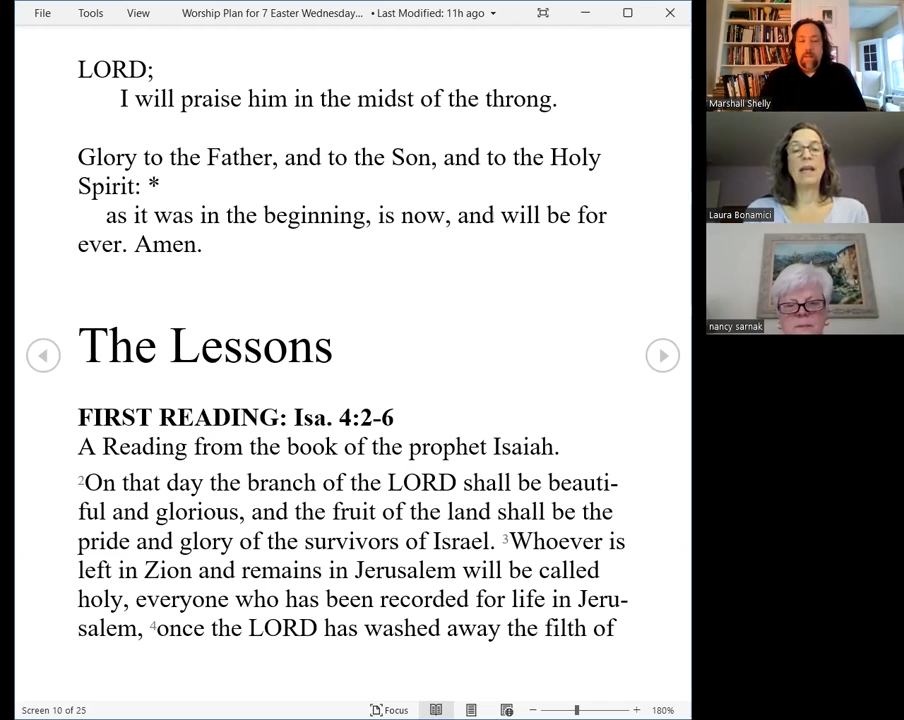 File Tools View Worship Plan for 7 Easter Wednesday... • Last Modified: 11h ago
LORD;
I will praise him in the midst of the throng.
Glory to the Father, and to the Son, and to the Holy
Spirit: *
as it was in the beginning, is now, and will be for
ever. Amen.
The Lessons
FIRST READING: Isa. 4:2-6
A Reading from the book of the prophet Isaiah.
2On that day the branch of the LORD shall be beauti-
ful and glorious, and the fruit of the land shall be the
pride and glory of the survivors of Israel. 3Whoever is
left in Zion and remains in Jerusalem will be called
holy, everyone who has been recorded for life in Jeru-
salem, 4once the LORD has washed away the filth of
Screen 10 of 25 Focus 180%
Marshall Shelly
Laura Bonamici
nancy sarnak